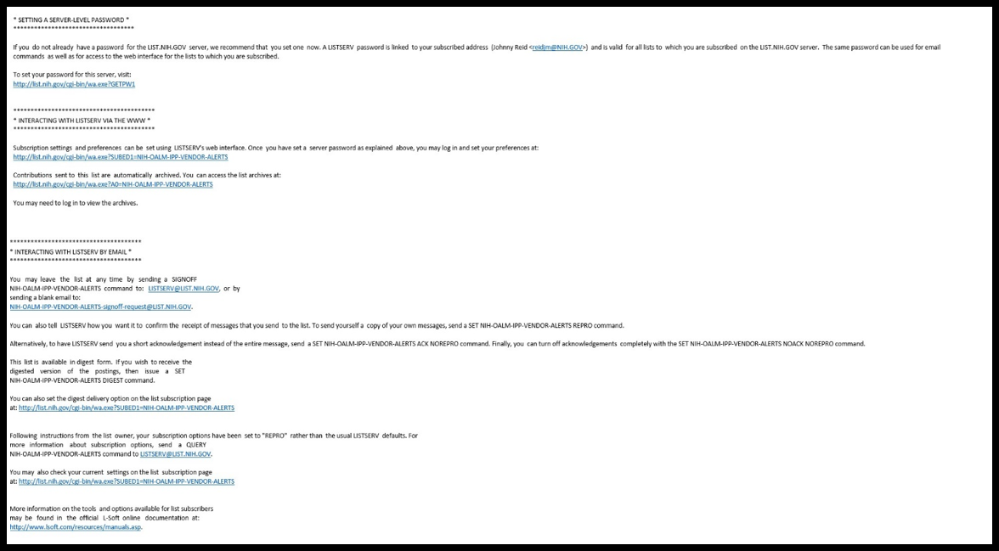 * SETTING A SERVER-LEVEL PASSWORD *
***********************************
If you do not already have a password for the LIST.NIH.GOV server, we recommend that you set one now. A LISTSERV password is linked to your subscribed address (Johnny Reid <reidjm@NIH.GOV>) and is valid for all lists to which you are subscribed on the LIST.NIH.GOV server. The same password can be used for email
commands as well as for access to the web interface for the lists to which you are subscribed.
To set your password for this server, visit:
http://list.nih.gov/cgi-bin/wa.exe?GETPW1
*****************************************
* INTERACTING WITH LISTSERV VIA THE WWW *
*****************************************
Subscription settings and preferences can be set using LISTSERV's web interface. Once you have set a server password as explained above, you may log in and set your preferences at:
http://list.nih.gov/cgi-bin/wa.exe?SUBED1=NIH-OALM-IPP-VENDOR-ALERTS
Contributions sent to this list are automatically archived. You can access the list archives at:
http://list.nih.gov/cgi-bin/wa.exe?A0=NIH-OALM-IPP-VENDOR-ALERTS
You may need to log in to view the archives.
**************************************
* INTERACTING WITH LISTSERV BY EMAIL *
**************************************
You may leave the list at any time by sending a SIGNOFF
NIH-OALM-IPP-VENDOR-ALERTS command to: LISTSERV@LIST.NIH.GOV, or by
sending a blank email to:
NIH-OALM-IPP-VENDOR-ALERTS-signoff-request@LIST.NIH.GOV.
You can also tell LISTSERV how you want it to confirm the receipt of messages that you send to the list. To send yourself a copy of your own messages, send a SET NIH-OALM-IPP-VENDOR-ALERTS REPRO command.
Alternatively, to have LISTSERV send you a short acknowledgement instead of the entire message, send a SET NIH-OALM-IPP-VENDOR-ALERTS ACK NOREPRO command. Finally, you can turn off acknowledgements completely with the SET NIH-OALM-IPP-VENDOR-ALERTS NOACK NOREPRO command.
This list is available in digest form. If you wish to receive the
digested version of the postings, then issue a SET
NIH-OALM-IPP-VENDOR-ALERTS DIGEST command.
You can also set the digest delivery option on the list subscription page
at: http://list.nih.gov/cgi-bin/wa.exe?SUBED1=NIH-OALM-IPP-VENDOR-ALERTS
Following instructions from the list owner, your subscription options have been set to "REPRO" rather than the usual LISTSERV defaults. For
more information about subscription options, send a QUERY
NIH-OALM-IPP-VENDOR-ALERTS command to LISTSERV@LIST.NIH.GOV.
You may also check your current settings on the list subscription page
at: http://list.nih.gov/cgi-bin/wa.exe?SUBED1=NIH-OALM-IPP-VENDOR-ALERTS
More information on the tools and options available for list subscribers
may be found in the official L-Soft online documentation at:
http://www.lsoft.com/resources/manuals.asp.